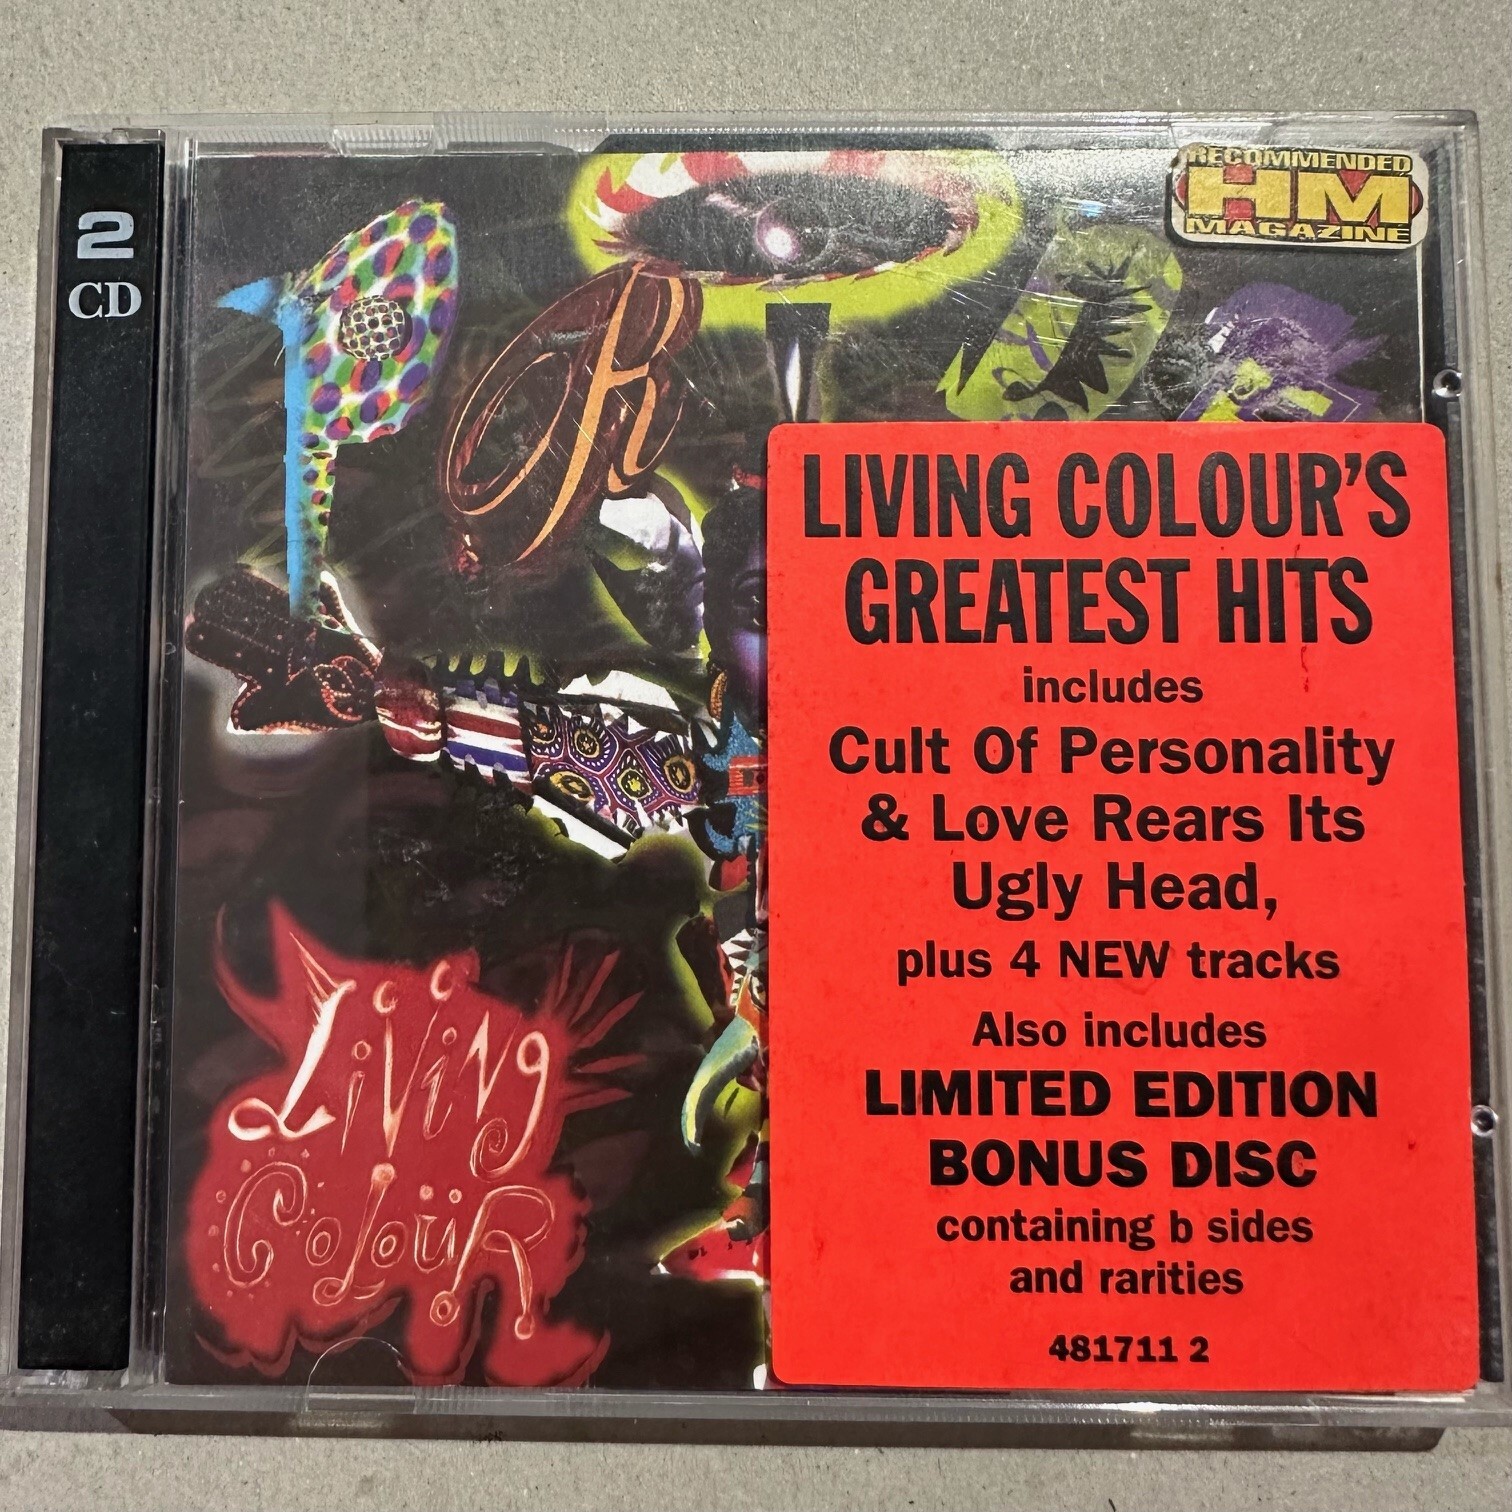 2
CD
RECOMMENDED
HM
MAGAZINE
P
R
LIVING COLOUR'S
GREATEST HITS
includes
Cult Of Personality
& Love Rears Its
Ugly Head,
plus 4 NEW tracks
Also includes
LIMITED EDITION
BONUS DISC
containing b sides
and rarities
481711 2
Living
Coloür